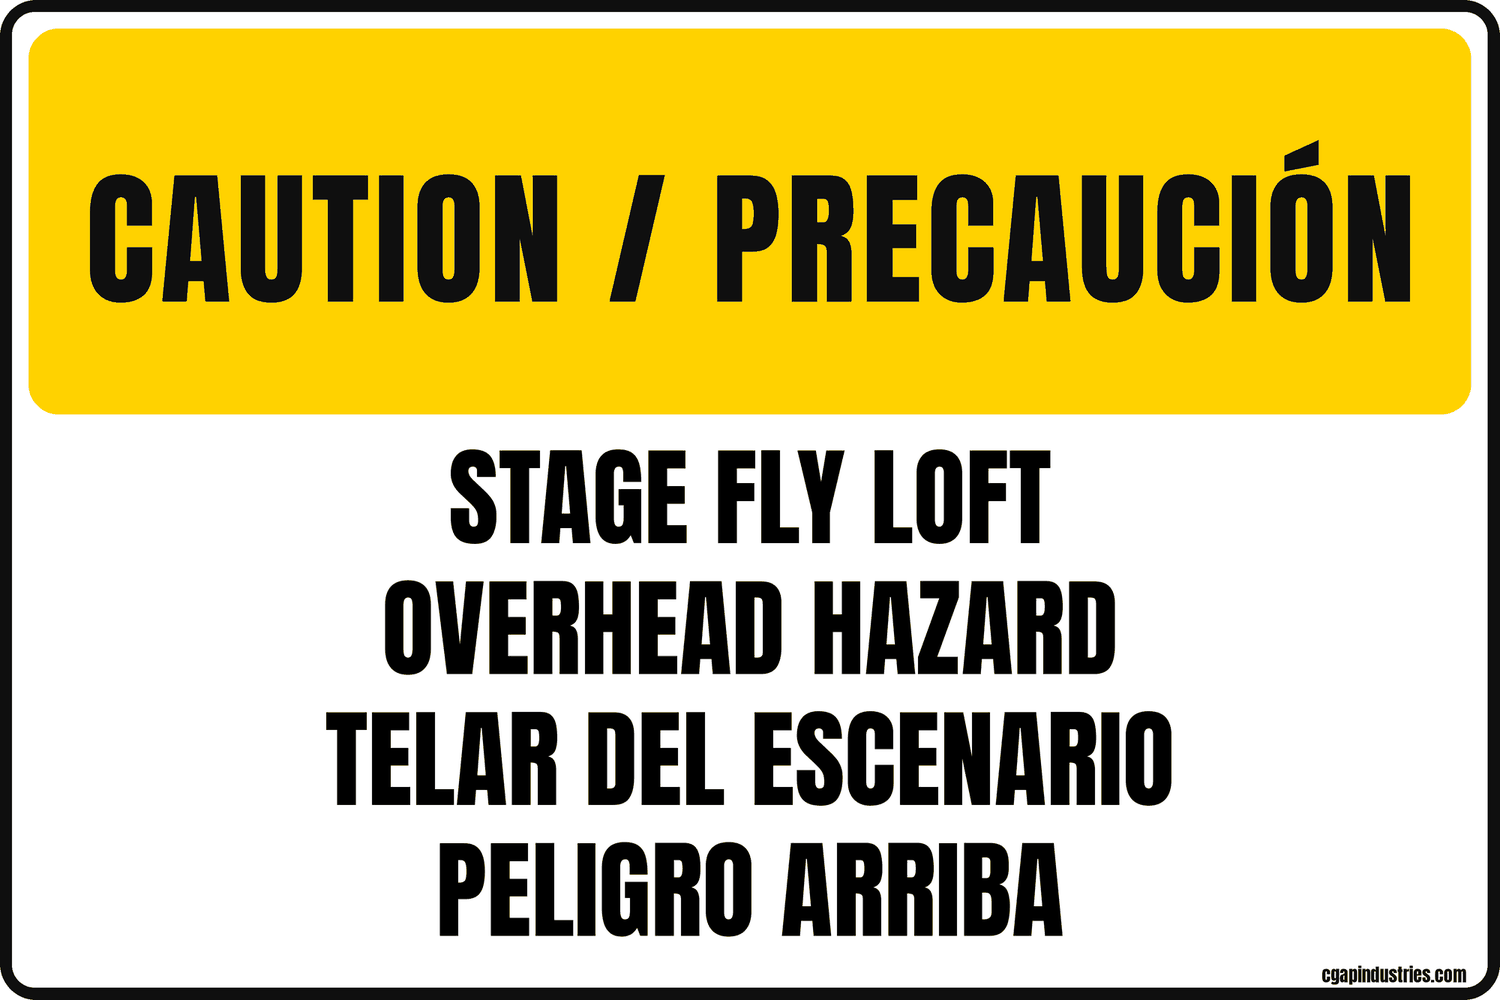 CAUTION / PRECAUCIÓN
STAGE FLY LOFT
OVERHEAD HAZARD
TELAR DEL ESCENARIO
PELIGRO ARRIBA
cgapindustries.com